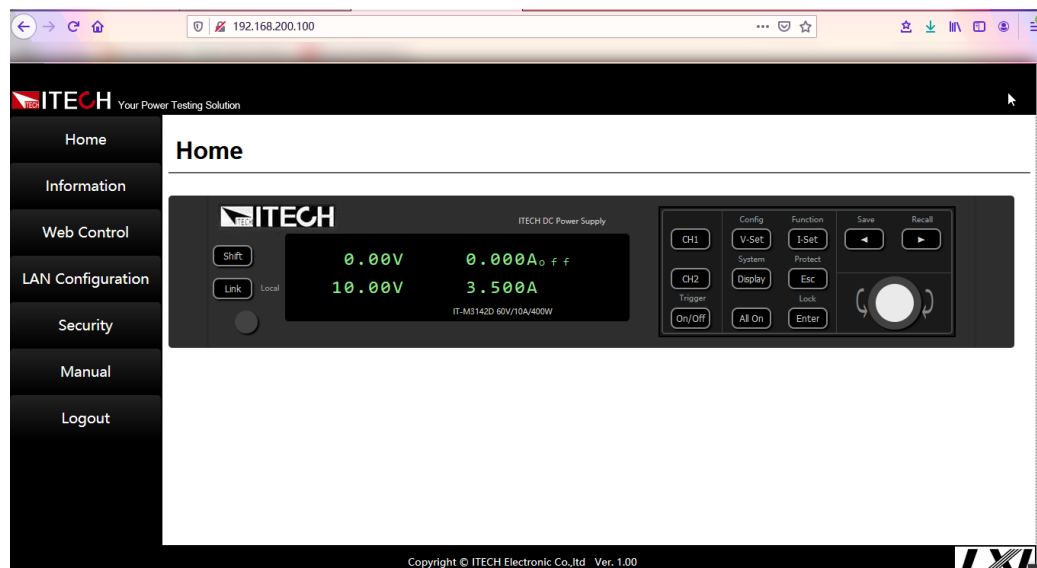 192.168.200.100
ITECH Your Power Testing Solution
Home
Information
Web Control
LAN Configuration
Security
Manual
Logout
Home
ITECH
ITECH DC Power Supply
Shift
Link Local
0.00V 0.000A off
10.00V 3.500A
IT-M3142D 60V/10A/400W
Config Function Save Recall
CH1 V-Set I-Set
System Protect
CH2 Display Esc
Trigger Lock
On/Off All On Enter
Copyright © ITECH Electronic Co.,ltd Ver. 1.00
LXI